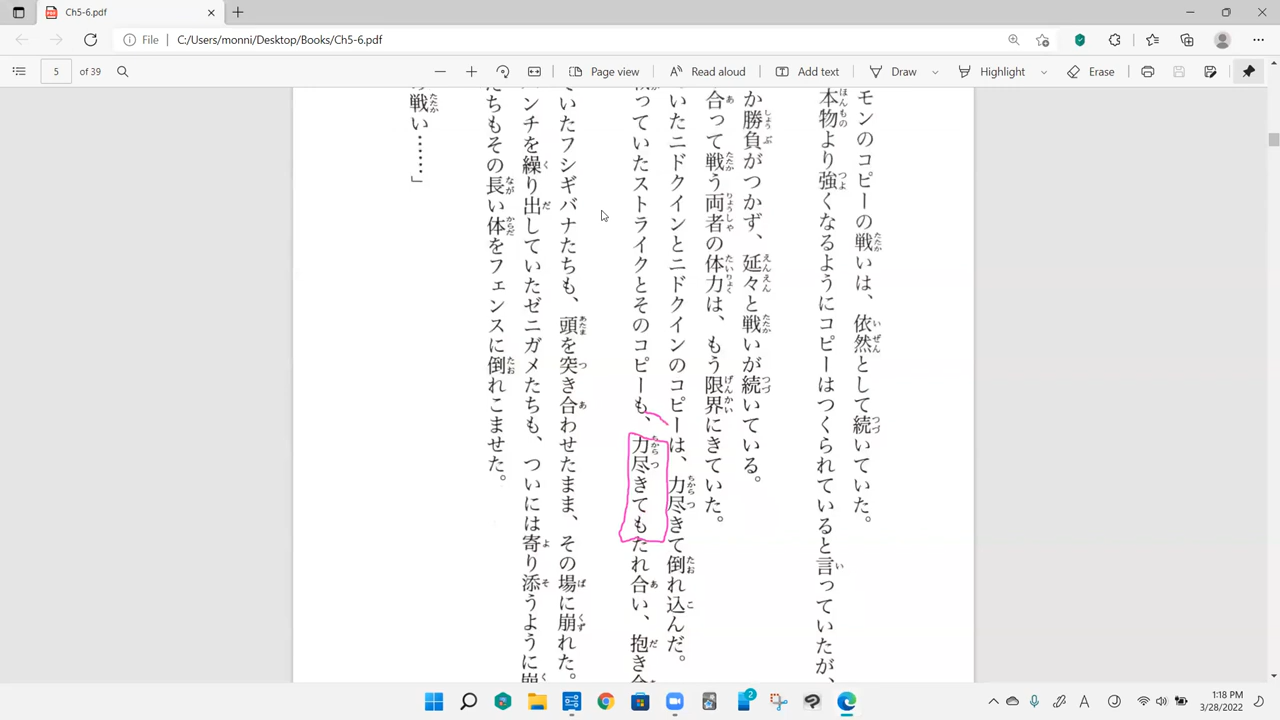 Ch5-6.pdf
File
C:/Users/monni/Desktop/Books/Ch5-6.pdf
5
of 39
Page view
Read aloud
Add text
Draw
Highlight
Erase
モンのコピーの戦いは、依然として続いていた。
本物より強くなるようにコピーはつくられていると言っていたが、
か勝負がつかず、延々と戦いが続いている。
合って戦う両者の体力は、もう限界にきていた。
いたニドクインとニドクインのコピーは、力尽きて倒れ込んだ。
っていたストライクとそのコピーも、力尽きてもたれ合い、抱き
いたフシギバナたちも、頭を突き合わせたまま、その場に崩れた。
ンチを繰り出していたゼニガメたちも、ついには寄り添うように崩
たちもその長い体をフェンスに倒れこませた。
戦い……」
2
1:18 PM
3/28/2022